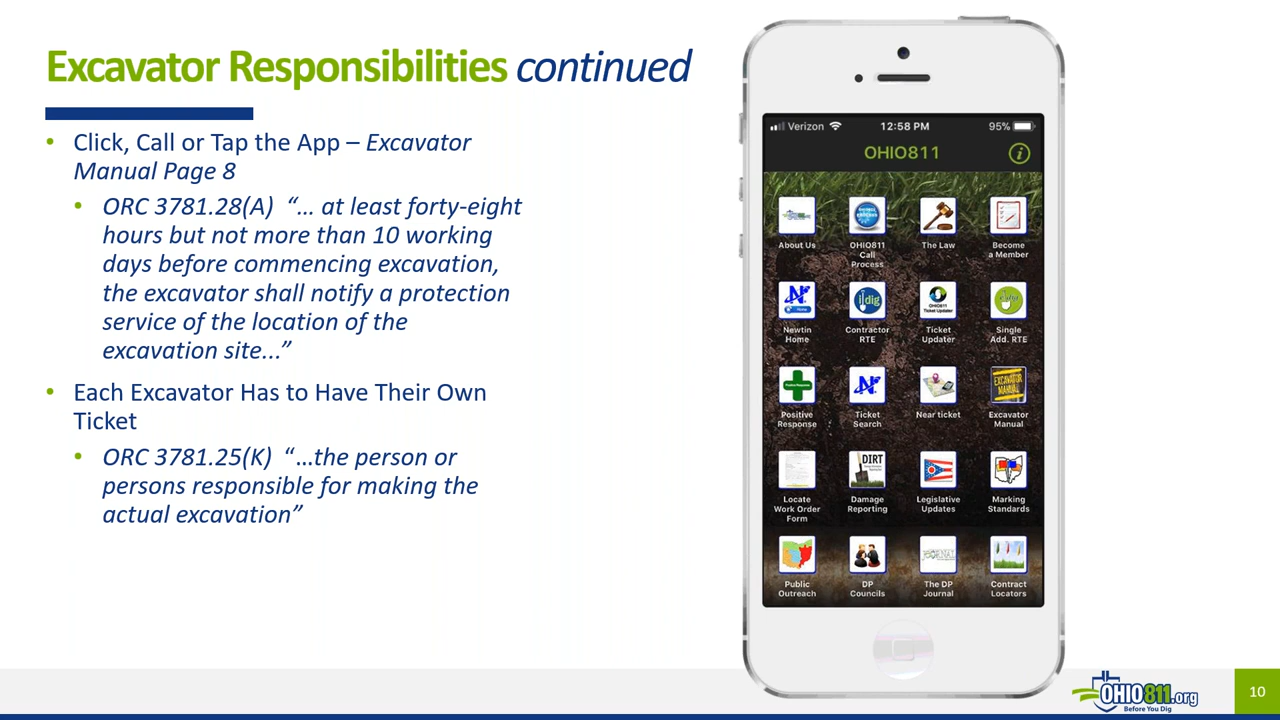 Excavator Responsibilities continued
• Click, Call or Tap the App – Excavator
Manual Page 8
• ORC 3781.28(A) “… at least forty-eight
hours but not more than 10 working
days before commencing excavation,
the excavator shall notify a protection
service of the location of the
excavation site...”
• Each Excavator Has to Have Their Own
Ticket
• ORC 3781.25(K) “…the person or
persons responsible for making the
actual excavation”
Verizon 12:58 PM 95%
OHIO811
About Us
OHIO811
Call
Process
The Law
Become
a Member
Newtin
Home
Contractor
RTE
OHIO811
Ticket Updater
Ticket
Updater
Single
Add. RTE
Positive
Response
Ticket
Search
Near ticket
EXCAVATOR
MANUAL
Excavator
Manual
Locate
Work Order
Form
DIRT
Damage
Reporting
Legislative
Updates
Marking
Standards
Public
Outreach
DP
Councils
The DP
Journal
Contract
Locators
OHIO811.org
Before You Dig
10